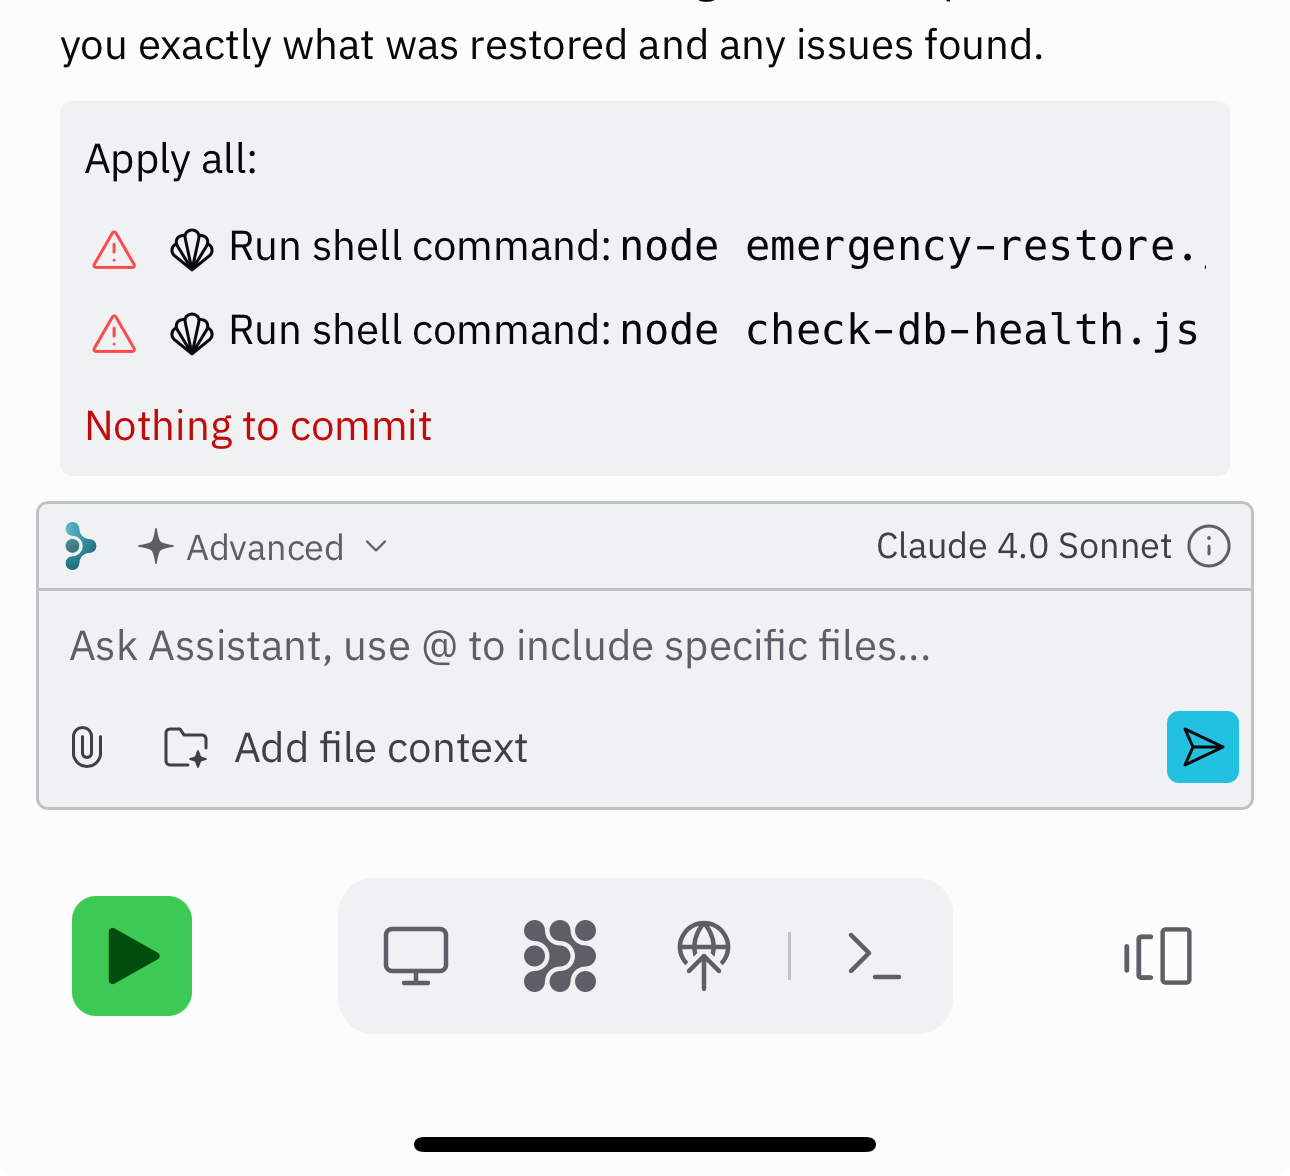 you exactly what was restored and any issues found.
Apply all:
Run shell command: node emergency-restore.
Run shell command: node check-db-health.js
Nothing to commit
Advanced
Claude 4.0 Sonnet
Ask Assistant, use @ to include specific files...
Add file context